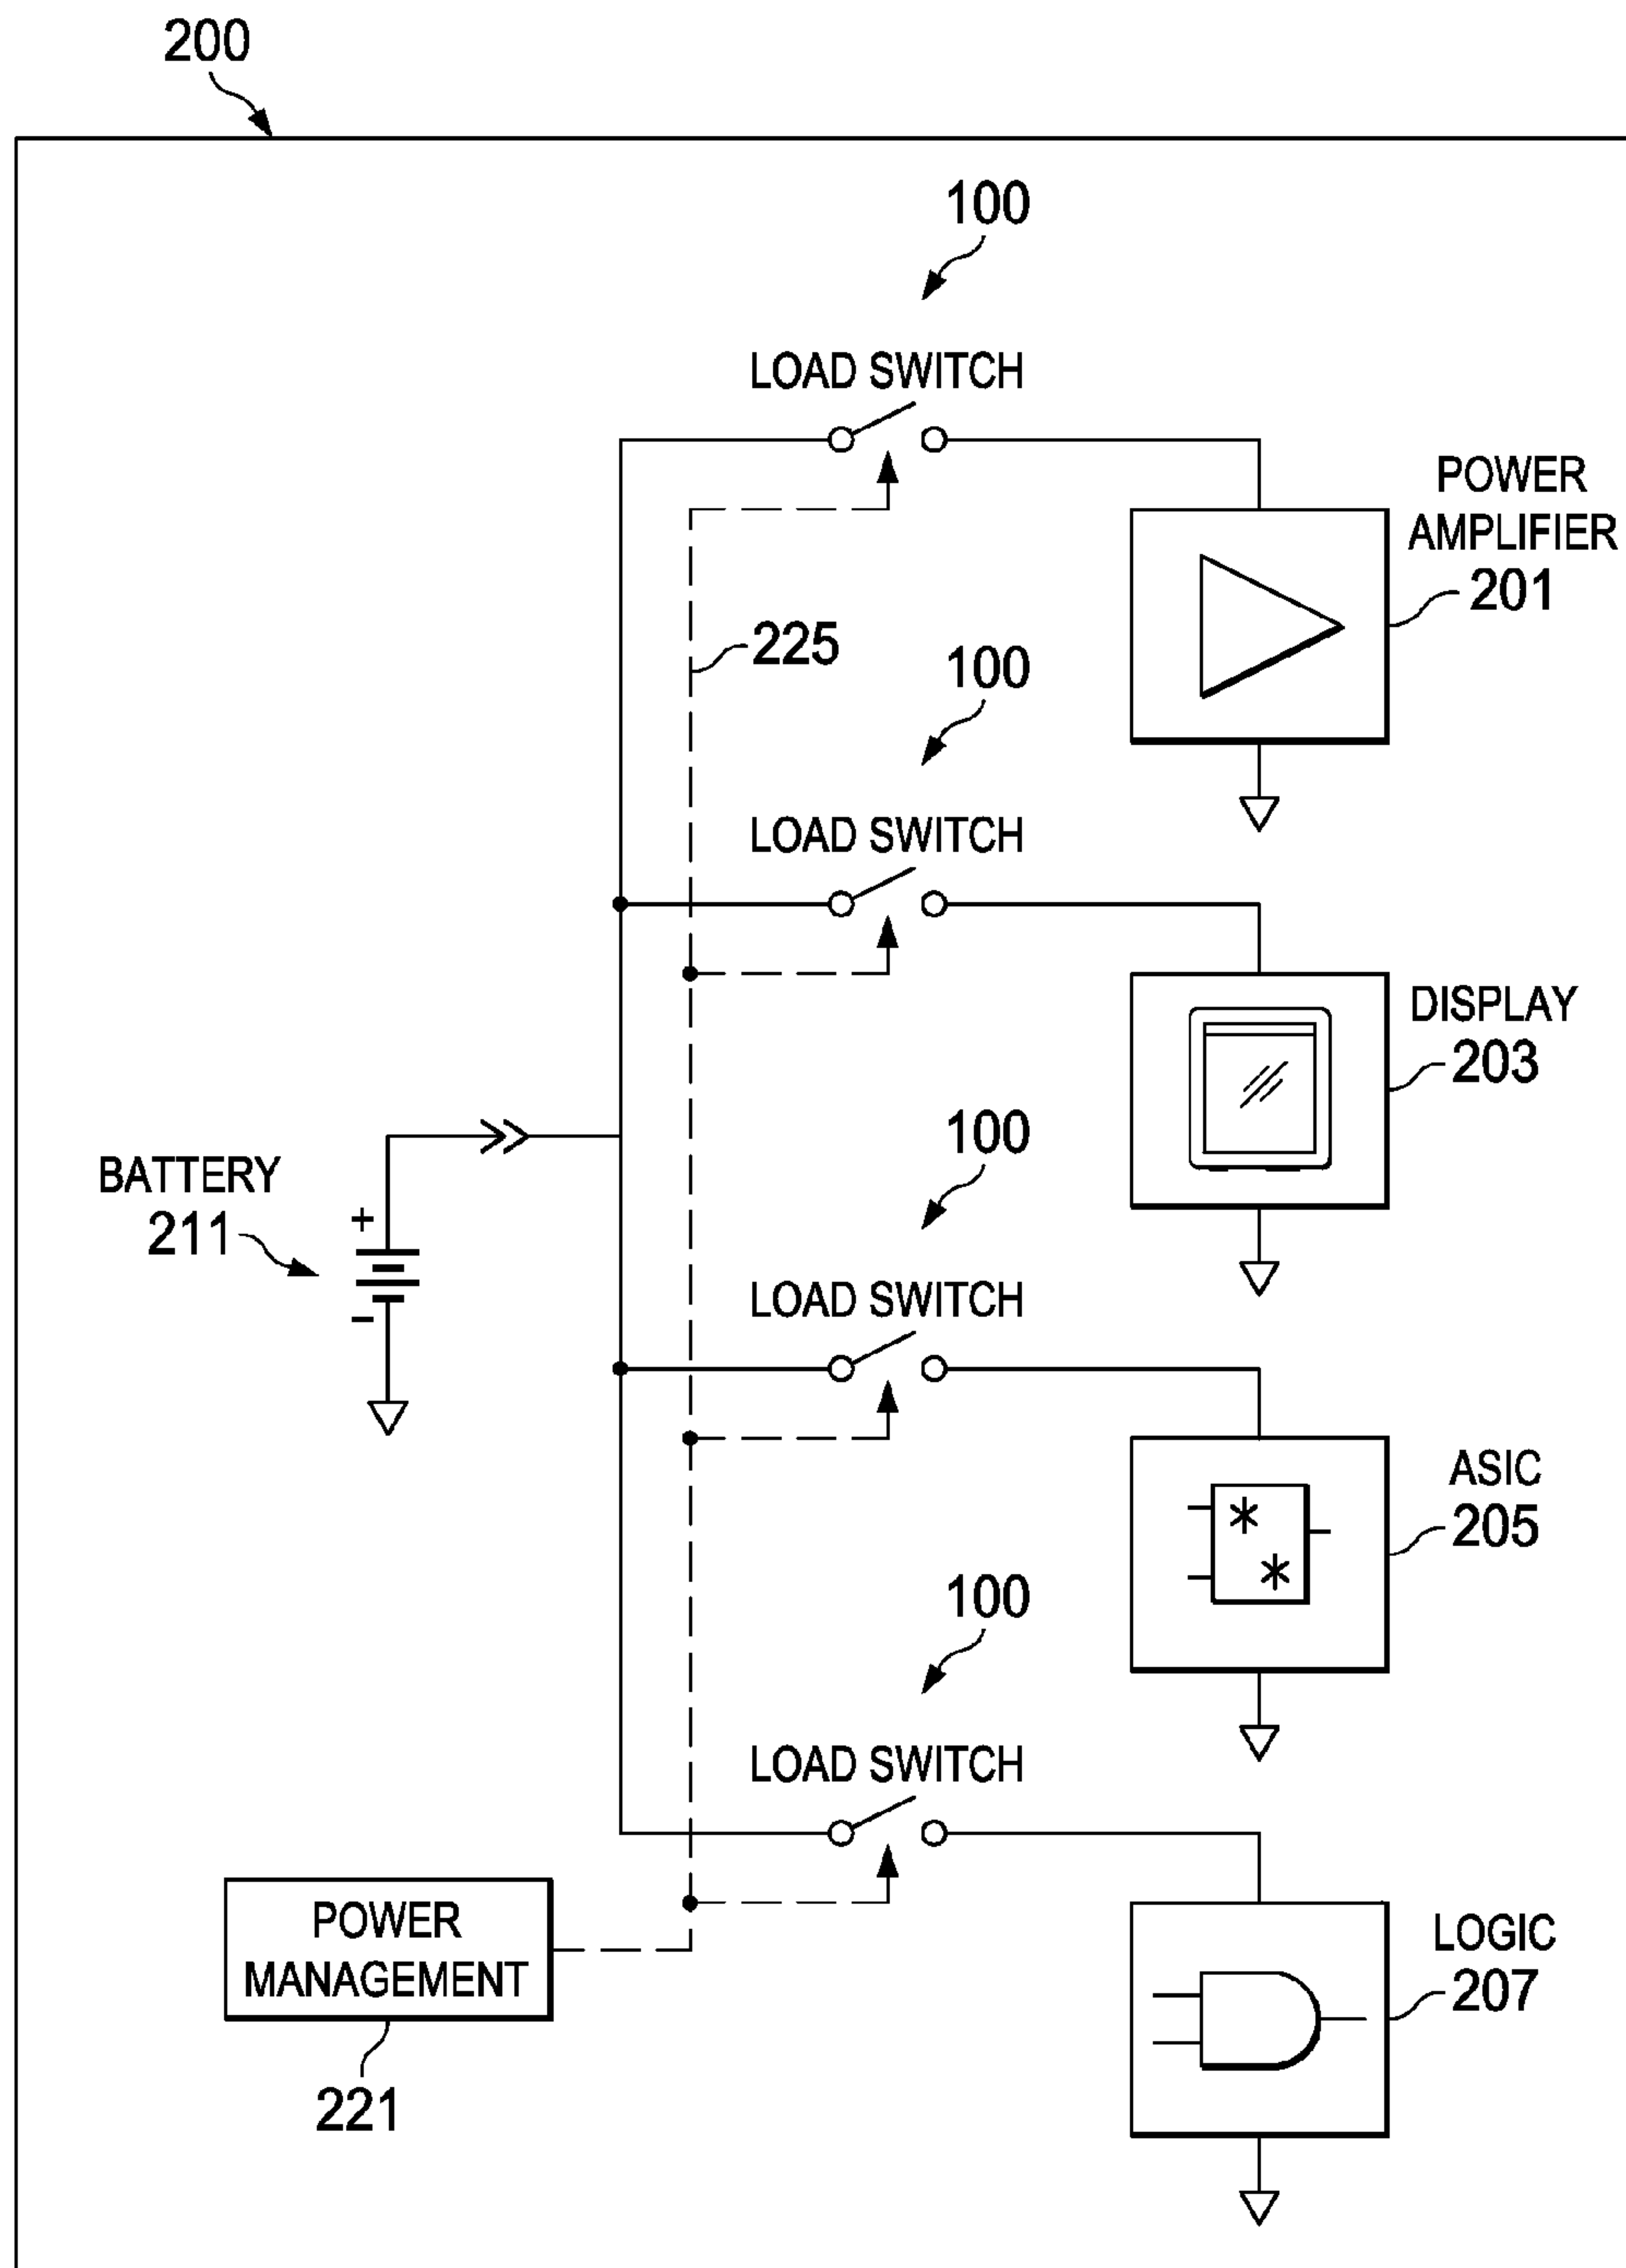 200
100
LOAD SWITCH
POWER
AMPLIFIER
201
225
100
LOAD SWITCH
DISPLAY
203
100
BATTERY
211
+
–
LOAD SWITCH
ASIC
205
100
LOAD SWITCH
POWER
MANAGEMENT
221
LOGIC
207